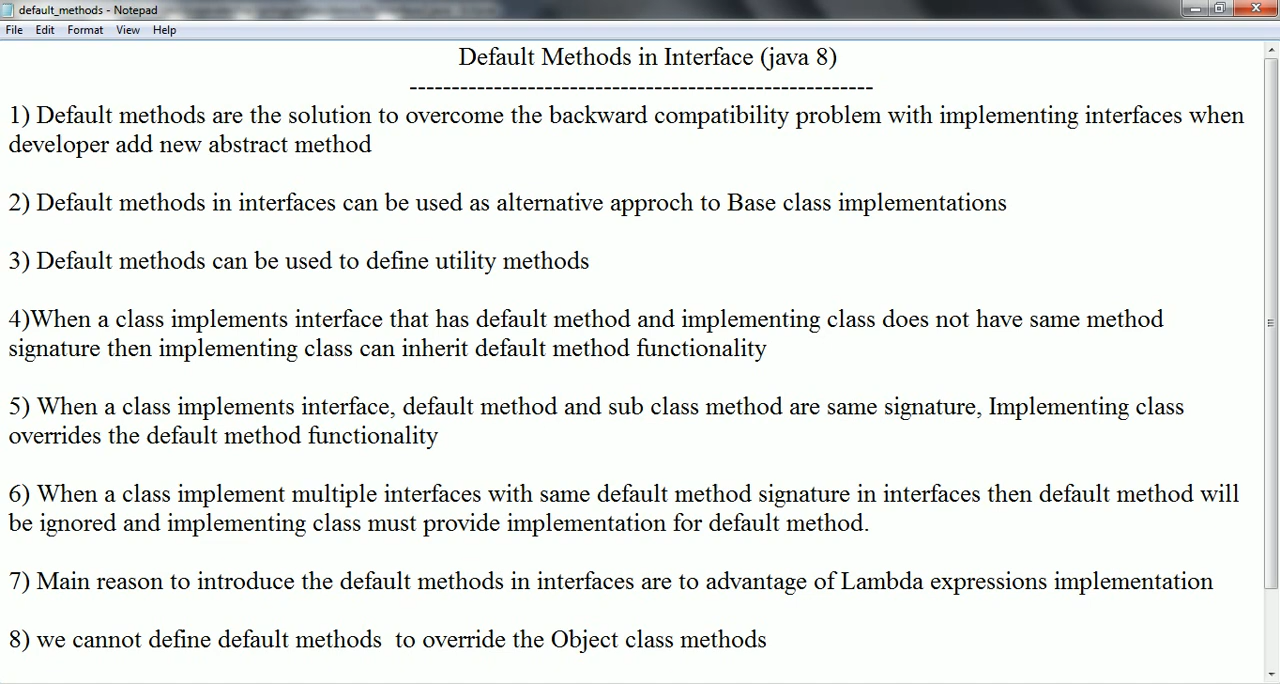 default_methods - Notepad
File Edit Format View Help
Default Methods in Interface (java 8)
-------------------------------------------------------
1) Default methods are the solution to overcome the backward compatibility problem with implementing interfaces when
developer add new abstract method
2) Default methods in interfaces can be used as alternative approch to Base class implementations
3) Default methods can be used to define utility methods
4)When a class implements interface that has default method and implementing class does not have same method
signature then implementing class can inherit default method functionality
5) When a class implements interface, default method and sub class method are same signature, Implementing class
overrides the default method functionality
6) When a class implement multiple interfaces with same default method signature in interfaces then default method will
be ignored and implementing class must provide implementation for default method.
7) Main reason to introduce the default methods in interfaces are to advantage of Lambda expressions implementation
8) we cannot define default methods  to override the Object class methods